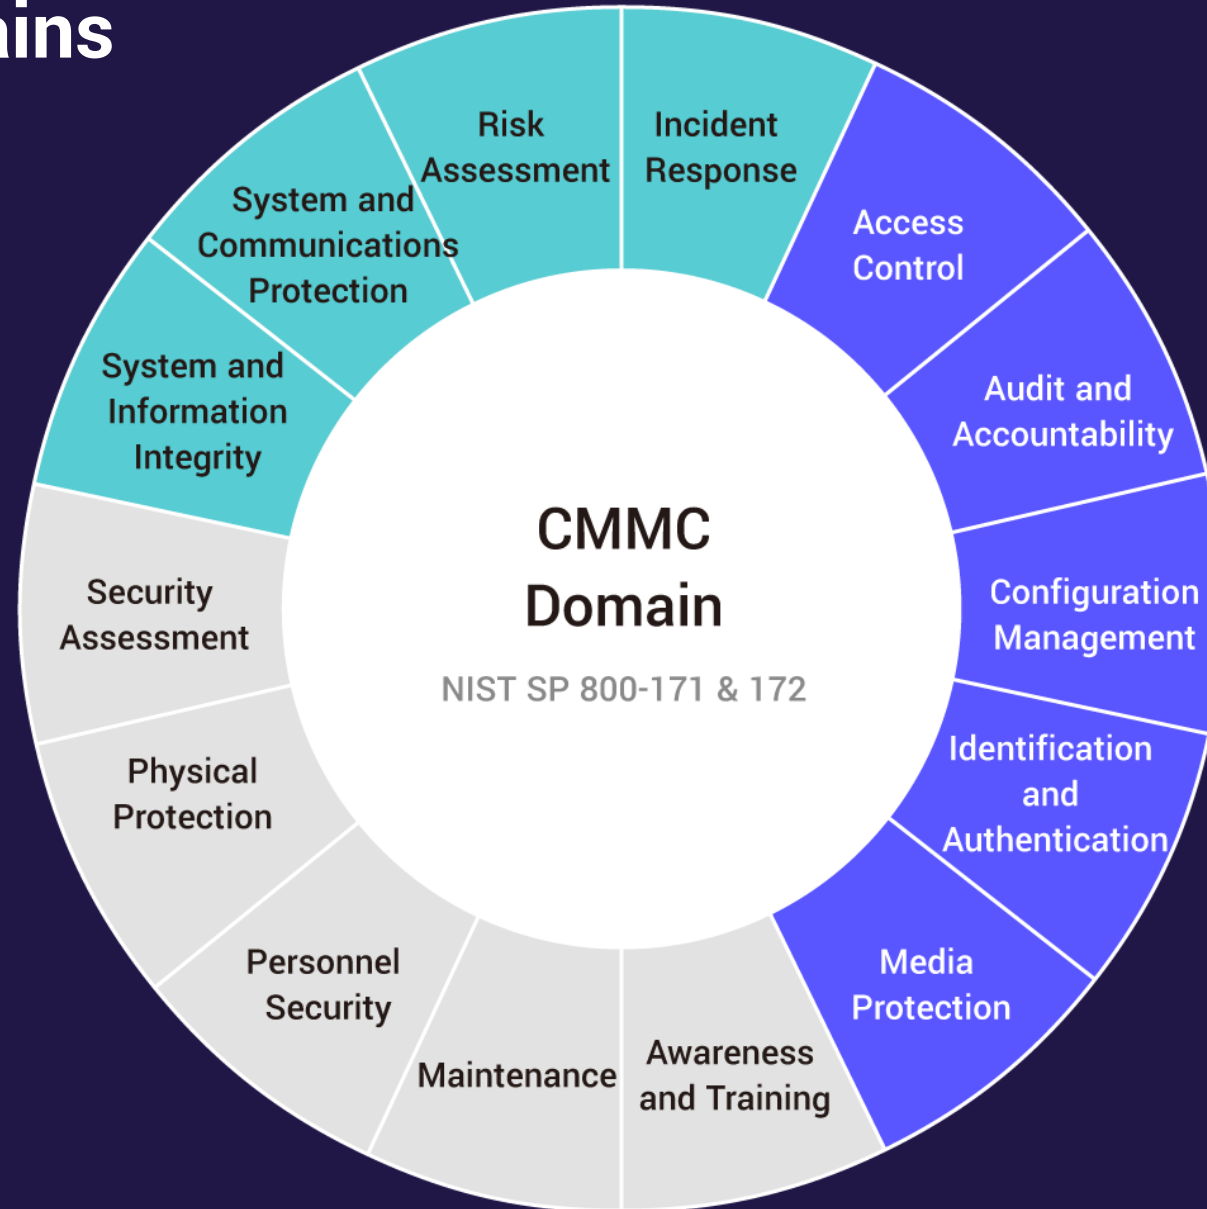 ains
Risk
Assessment
Incident
Response
Access
Control
Audit and
Accountability
Configuration
Management
Identification
and
Authentication
Media
Protection
Awareness
and Training
Maintenance
Personnel
Security
Physical
Protection
Security
Assessment
System and
Information
Integrity
System and
Communications
Protection
CMMC
Domain
NIST SP 800-171 & 172